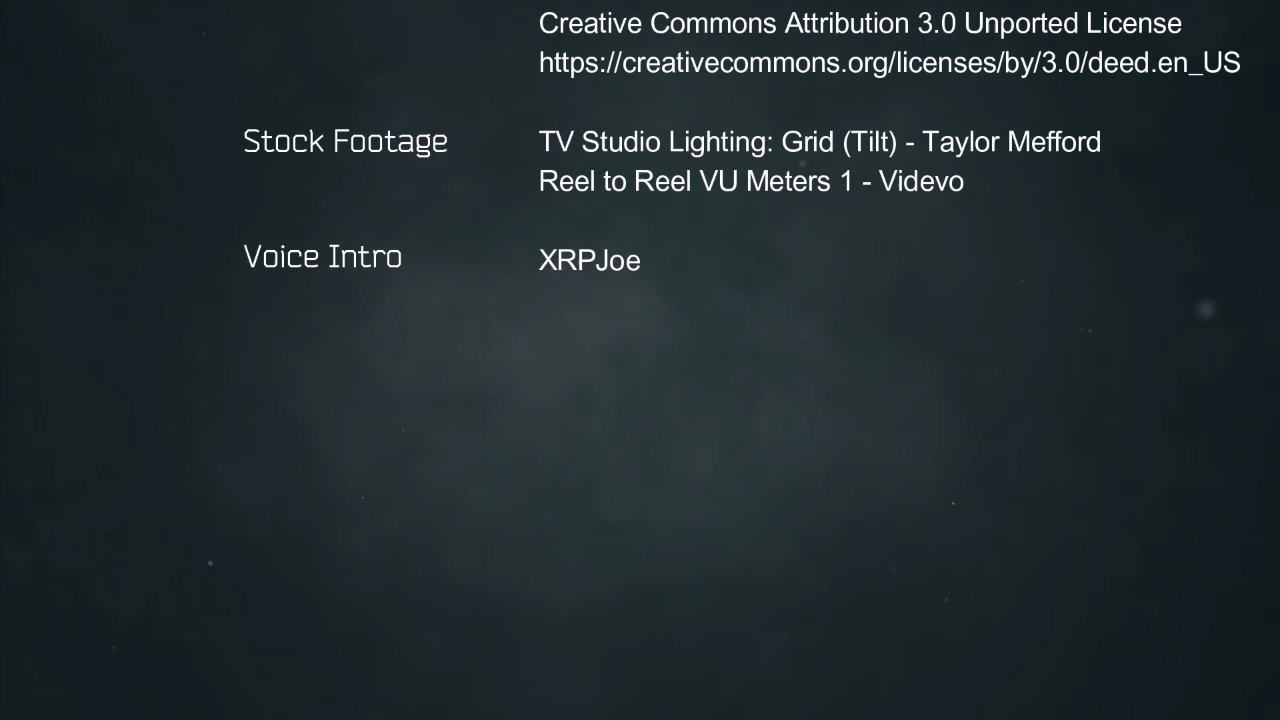 Creative Commons Attribution 3.0 Unported License
https://creativecommons.org/licenses/by/3.0/deed.en_US
Stock Footage TV Studio Lighting: Grid (Tilt) - Taylor Mefford
Reel to Reel VU Meters 1 - Videvo
Voice Intro XRPJoe